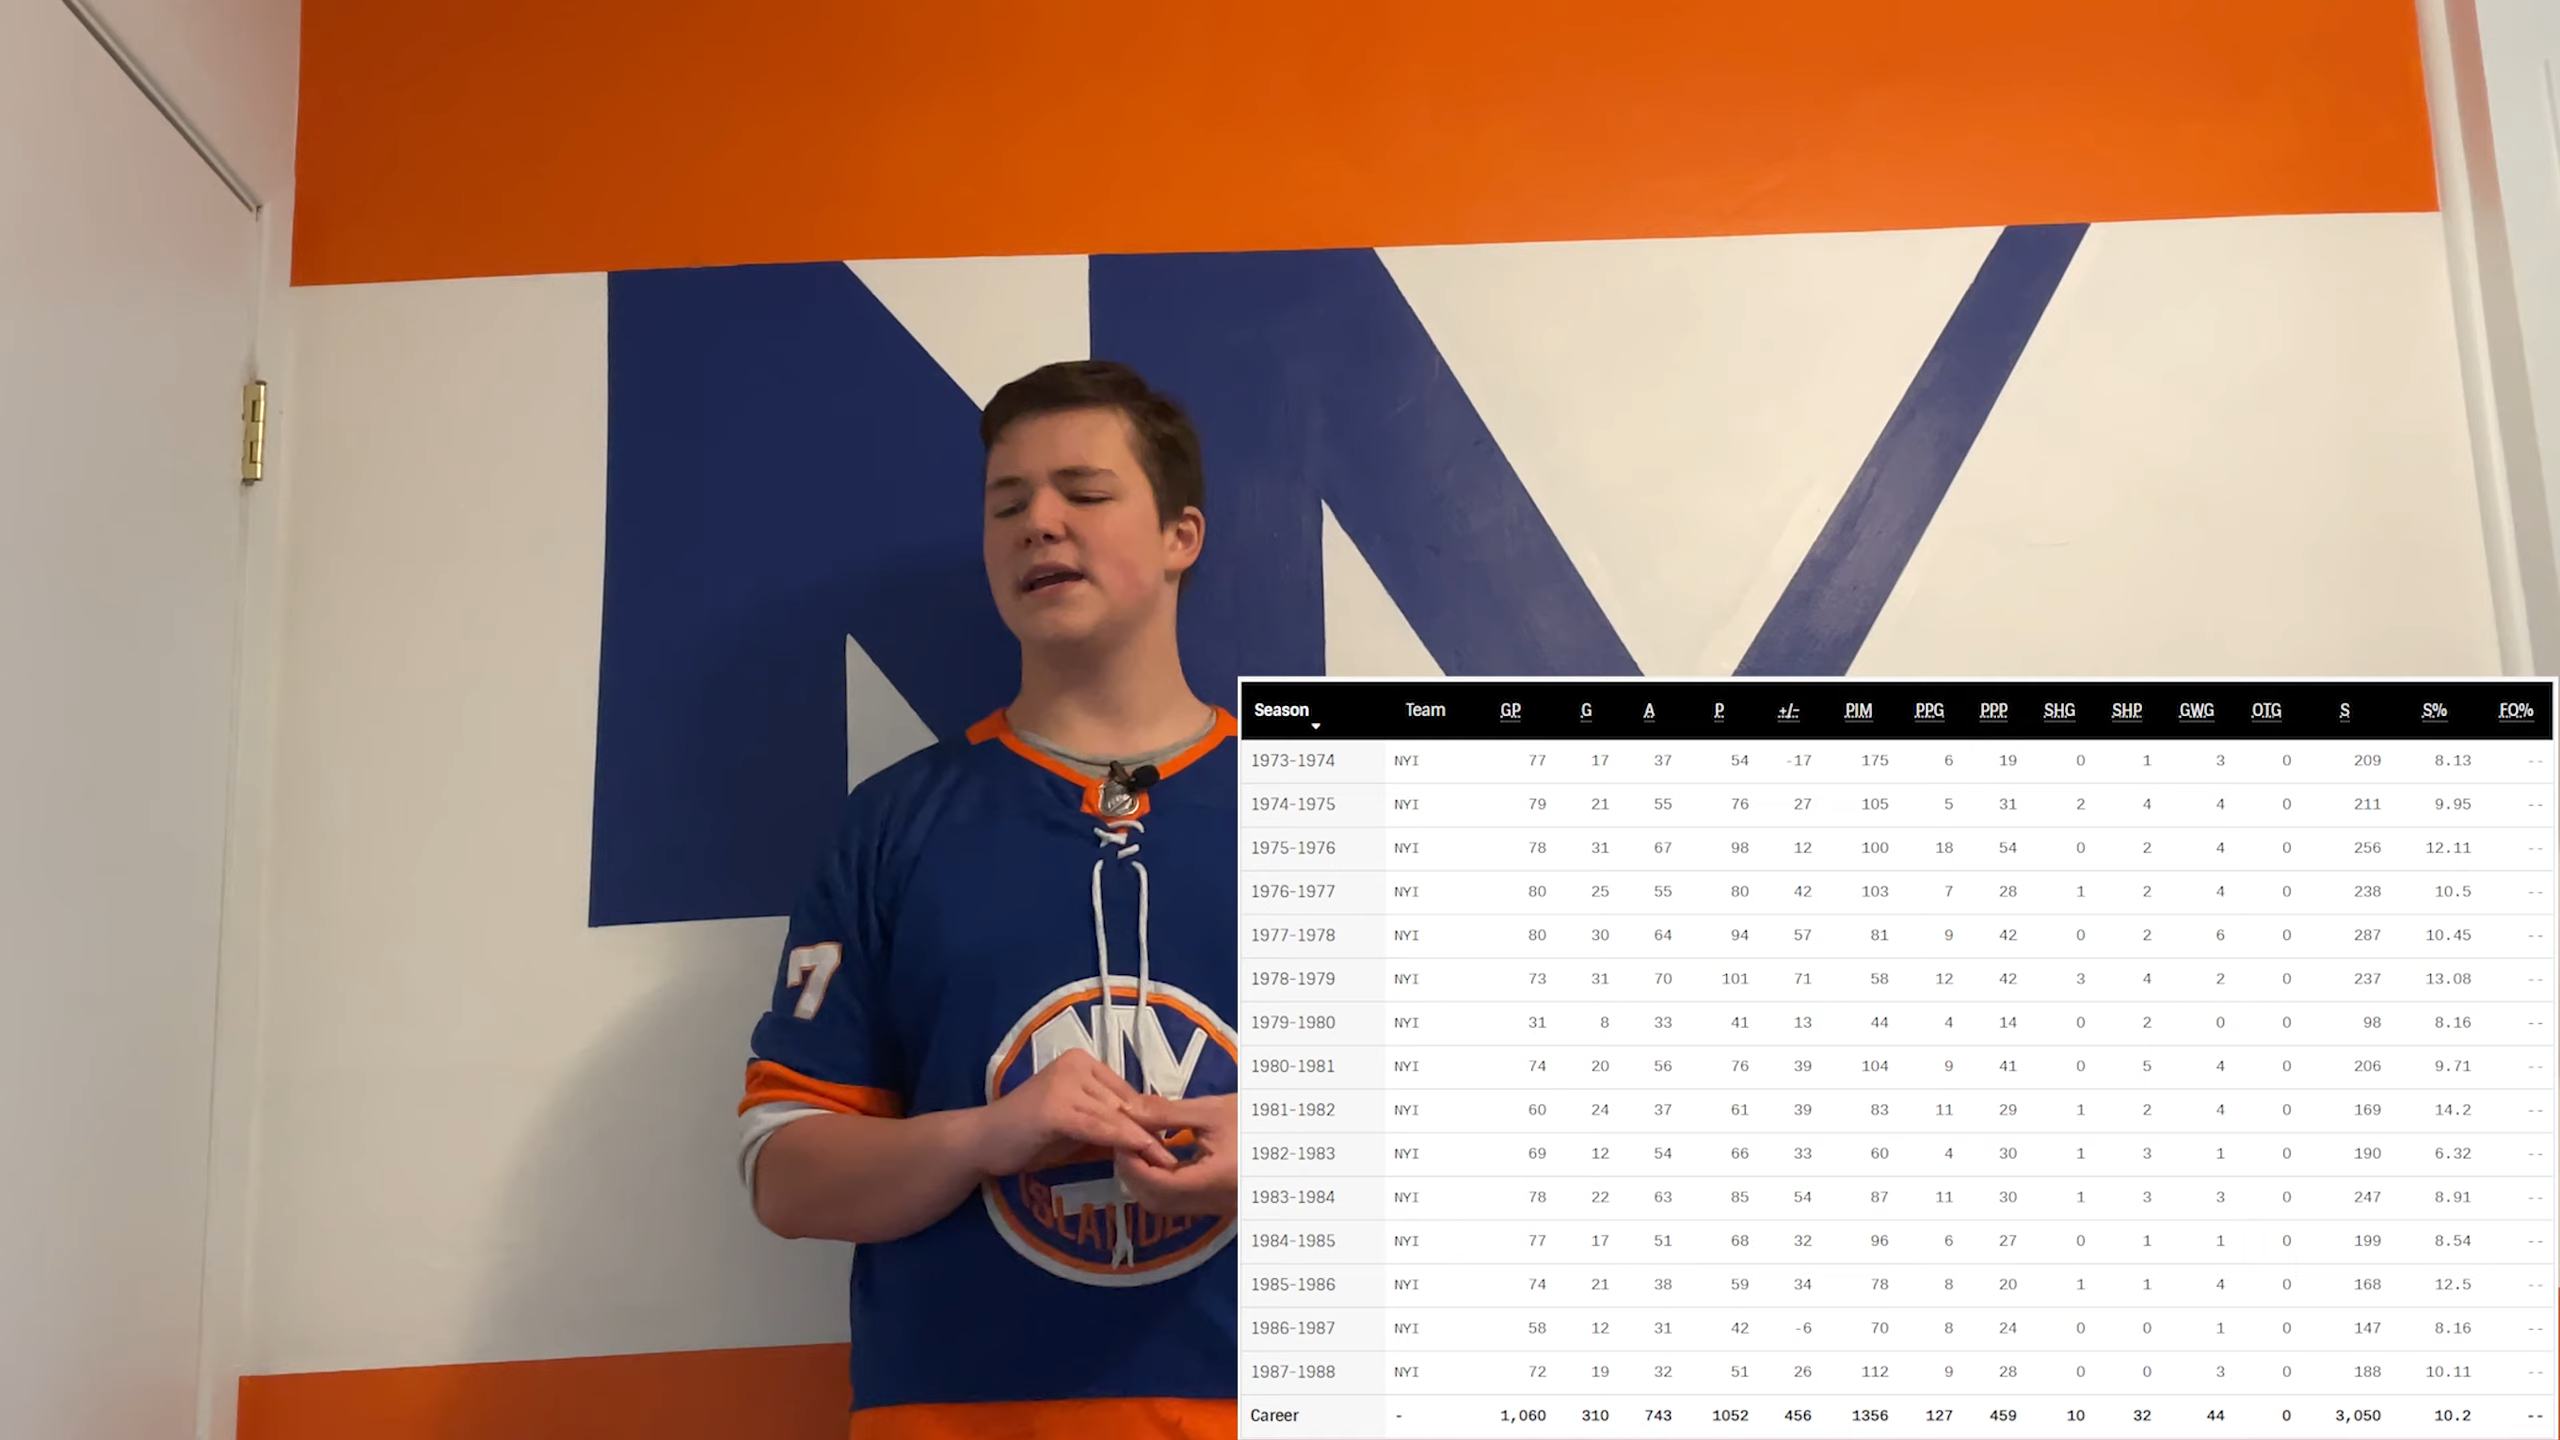 NY
7
NY
ISLANDERS
Season Team GP G A P +/- PIM PPG PPP SHG SHP GWG OTG S S% FO%
1973-1974 NYI 77 17 37 54 -17 175 6 19 0 1 3 0 209 8.13 --
1974-1975 NYI 79 21 55 76 27 105 5 31 2 4 4 0 211 9.95 --
1975-1976 NYI 78 31 67 98 12 100 18 54 0 2 4 0 256 12.11 --
1976-1977 NYI 80 25 55 80 42 103 7 28 1 2 4 0 238 10.5 --
1977-1978 NYI 80 30 64 94 57 81 9 42 0 2 6 0 287 10.45 --
1978-1979 NYI 73 31 70 101 71 58 12 42 3 4 2 0 237 13.08 --
1979-1980 NYI 31 8 33 41 13 44 4 14 0 2 0 0 98 8.16 --
1980-1981 NYI 74 20 56 76 39 104 9 41 0 5 4 0 206 9.71 --
1981-1982 NYI 60 24 37 61 39 83 11 29 1 2 4 0 169 14.2 --
1982-1983 NYI 69 12 54 66 33 60 4 30 1 3 1 0 190 6.32 --
1983-1984 NYI 78 22 63 85 54 87 11 30 1 3 3 0 247 8.91 --
1984-1985 NYI 77 17 51 68 32 96 6 27 0 1 1 0 199 8.54 --
1985-1986 NYI 74 21 38 59 34 78 8 20 1 1 4 0 168 12.5 --
1986-1987 NYI 58 12 31 42 -6 70 8 24 0 0 1 0 147 8.16 --
1987-1988 NYI 72 19 32 51 26 112 9 28 0 0 3 0 188 10.11 --
Career - 1,060 310 743 1052 456 1356 127 459 10 32 44 0 3,050 10.2 --